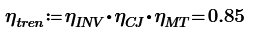 η_tren := η_INV • η_CJ • η_MT = 0.85